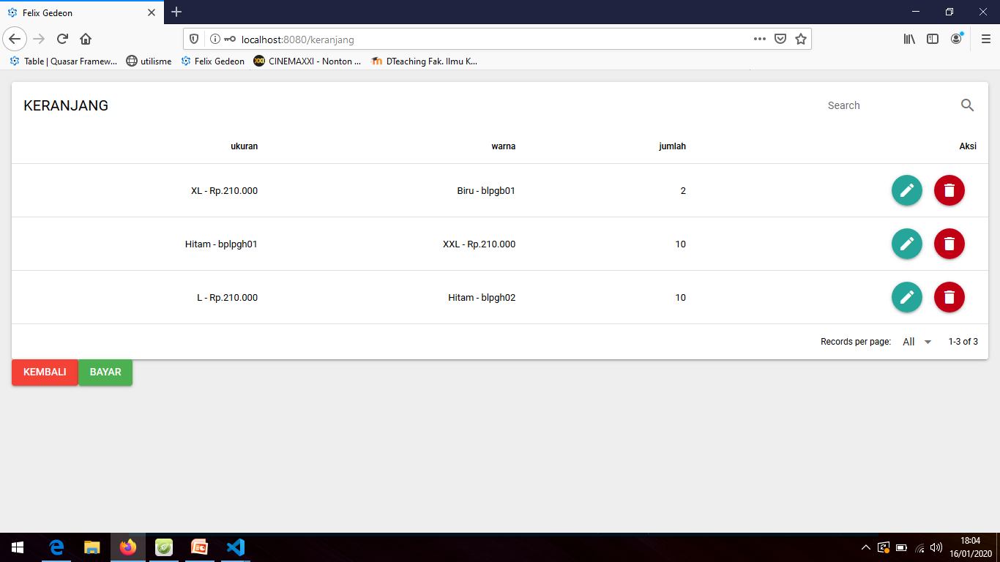 Felix Gedeon
localhost:8080/keranjang
Table | Quasar Framew... utilisme Felix Gedeon CINEMAXXI - Nonton ... DTeaching Fak. Ilmu K...
KERANJANG Search
ukuran warna jumlah Aksi
XL - Rp.210.000 Biru - blpgb01 2
Hitam - bplpgh01 XXL - Rp.210.000 10
L - Rp.210.000 Hitam - blpgh02 10
Records per page: All 1-3 of 3
KEMBALI BAYAR
18:04
16/01/2020